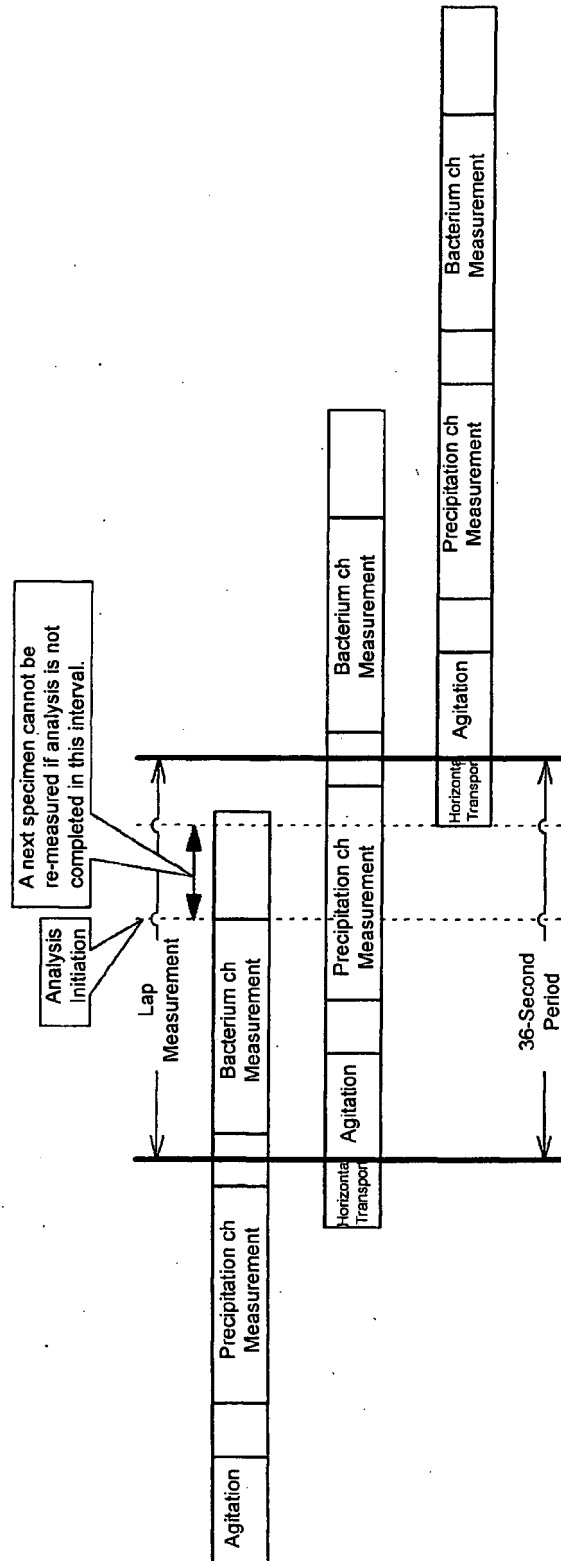 A next specimen cannot be
re-measured if analysis is not
completed in this interval.
Analysis
Initiation
Lap
Measurement
Agitation
Precipitation ch
Measurement
Bacterium ch
Measurement
Horizonta
Transpor
Agitation
Precipitation ch
Measurement
Bacterium ch
Measurement
Horizonta
Transpor
Agitation
Precipitation ch
Measurement
Bacterium ch
Measurement
36-Second
Period